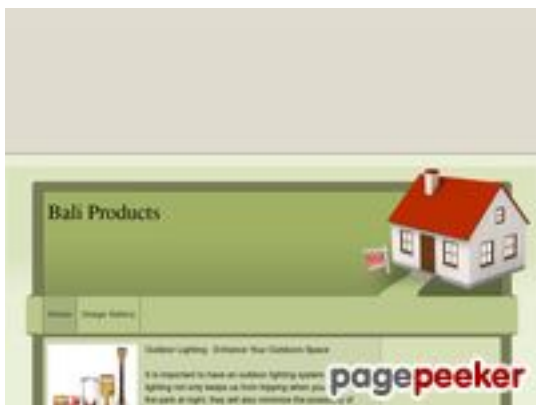 Bali Products
Home Image Gallery
Outdoor Lighting - Enhance Your Outdoors Space
It is important to have an outdoor lighting system
lighting not only keeps us from tripping when you
the park at night, they will also minimize the of
pagepeeker